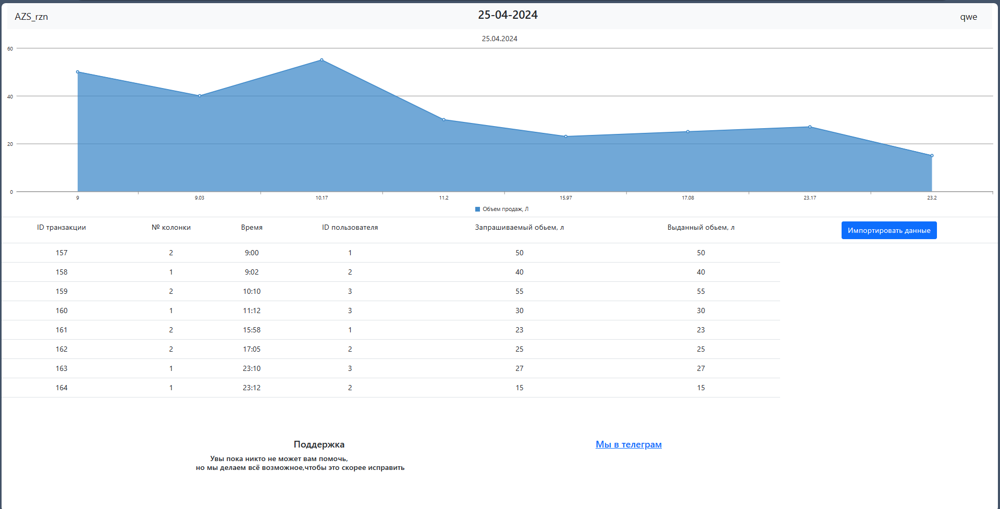 AZS_rzn 25-04-2024 qwe
25.04.2024
60
40
20
0
9 9.03 10.17 11.2 15.97 17.08 23.17 23.2
Объем продаж, Л
ID транзакции № колонки Время ID пользователя Запрашиваемый обьем, л Выданный обьем, л Импортировать данные
157 2 9:00 1 50 50
158 1 9:02 2 40 40
159 2 10:10 3 55 55
160 1 11:12 3 30 30
161 2 15:58 1 23 23
162 2 17:05 2 25 25
163 1 23:10 3 27 27
164 1 23:12 2 15 15
Поддержка Мы в телеграм
Увы пока никто не может вам помочь,
но мы делаем всё возможное,чтобы это скорее исправить